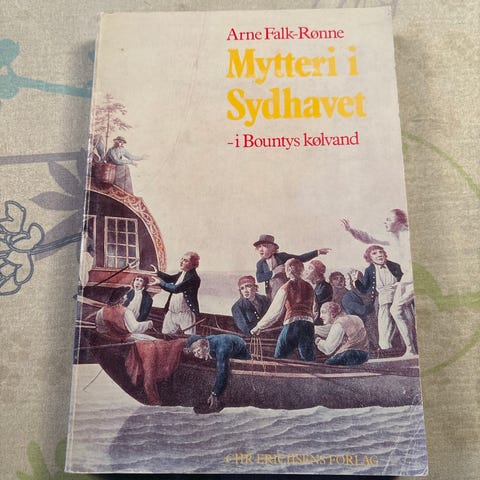 Arne Falk-Rønne
Mytteri i
Sydhavet
- i Bountys kølvand
CHR. ERICHSENS FORLAG